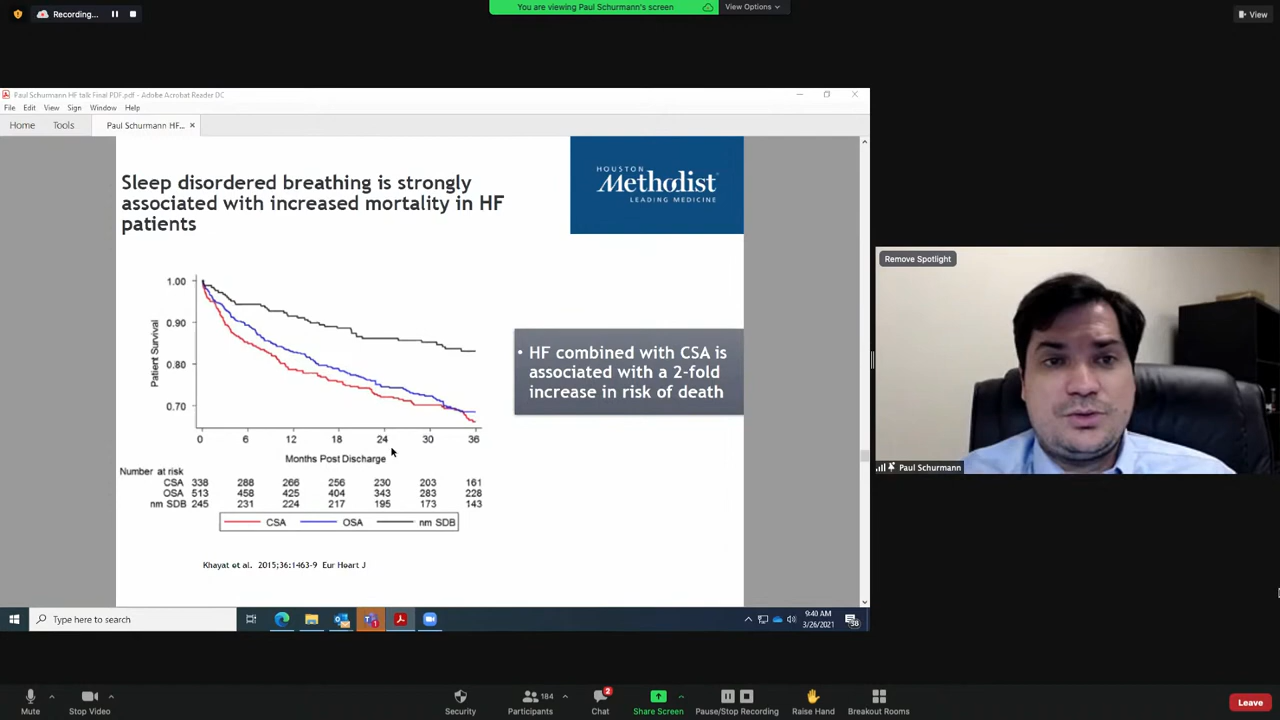 Recording...
You are viewing Paul Schurmann's screen
View Options
View
Paul Schurmann HF talk Final PDF.pdf - Adobe Acrobat Reader DC
File Edit View Sign Window Help
Home Tools Paul Schurmann HF...
HOUSTON
Methodist
LEADING MEDICINE
Sleep disordered breathing is strongly
associated with increased mortality in HF
patients
1.00
0.90
0.80
0.70
Patient Survival
0 6 12 18 24 30 36
Months Post Discharge
Number at risk
CSA 338 288 266 256 230 203 161
OSA 513 458 425 404 343 283 228
nm SDB 245 231 224 217 195 173 143
CSA OSA nm SDB
Khayat et al. 2015;36:1463-9 Eur Heart J
• HF combined with CSA is
associated with a 2-fold
increase in risk of death
Remove Spotlight
Paul Schurmann
Type here to search
9:40 AM
3/26/2021
Mute
Stop Video
Security
184
Participants
2
Chat
Share Screen
Pause/Stop Recording
Raise Hand
Breakout Rooms
Leave